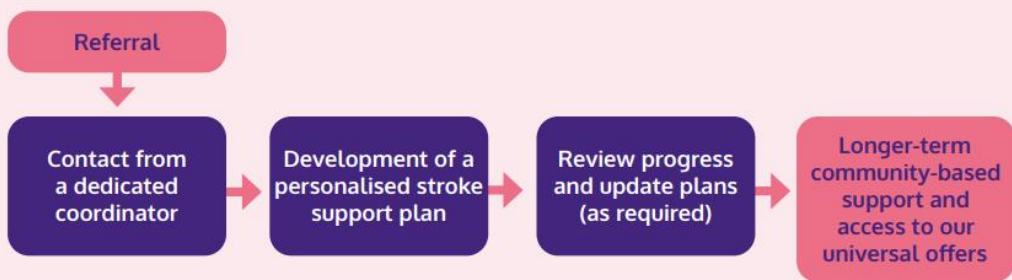 Referral
Contact from
a dedicated
coordinator
Development of a
personalised stroke
support plan
Review progress
and update plans
(as required)
Longer-term
community-based
support and
access to our
universal offers